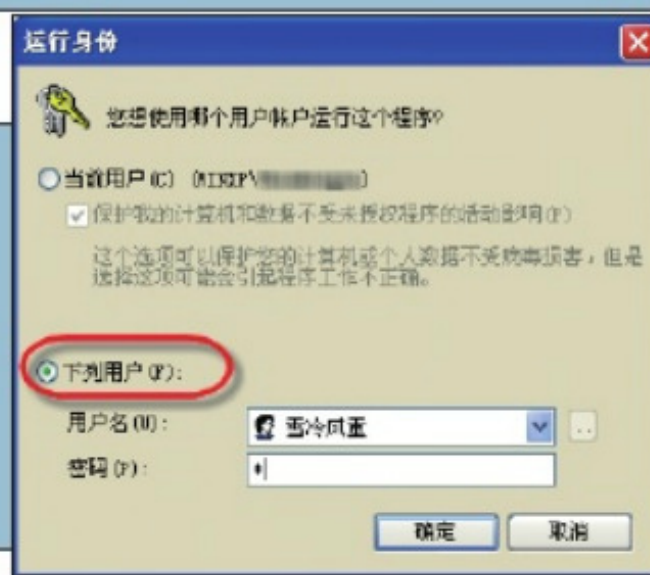 运行身份
您想使用哪个用户帐户运行这个程序?
当前用户(C) (MINXP\
保护我的计算机和数据不受未授权程序的活动影响(P)
这个选项可以保护您的计算机或个人数据不受病毒损害,但是
选择这项可能会引起程序工作不正确。
下列用户(F):
用户名(U):
雪冷风重
密码(P):
*
确定
取消